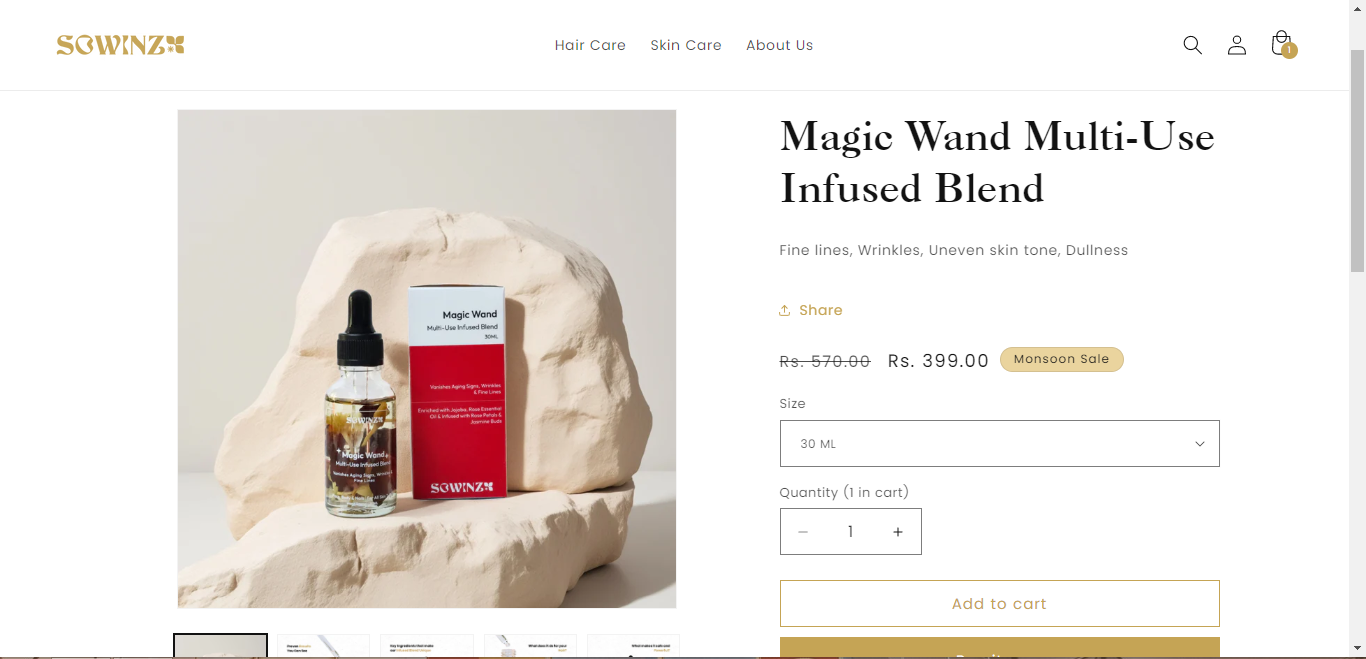 SOWINZ
Hair Care Skin Care About Us
1
Magic Wand
Multi-Use Infused Blend
30ML
Vanishes Aging Signs, Wrinkles
& Fine Lines
Enriched with Jojoba, Rose Essential
Oil & Infused with Rose Petals &
Jasmine Buds
SOWINZ
SOWINZ
Magic Wand
Multi-Use Infused Blend
Vanishes Aging Signs, Wrinkles
Fine Lines
Magic Wand Multi-Use
Infused Blend
Fine lines, Wrinkles, Uneven skin tone, Dullness
Share
Rs. 570.00 Rs. 399.00 Monsoon Sale
Size
30 ML
Quantity (1 in cart)
− 1 +
Add to cart